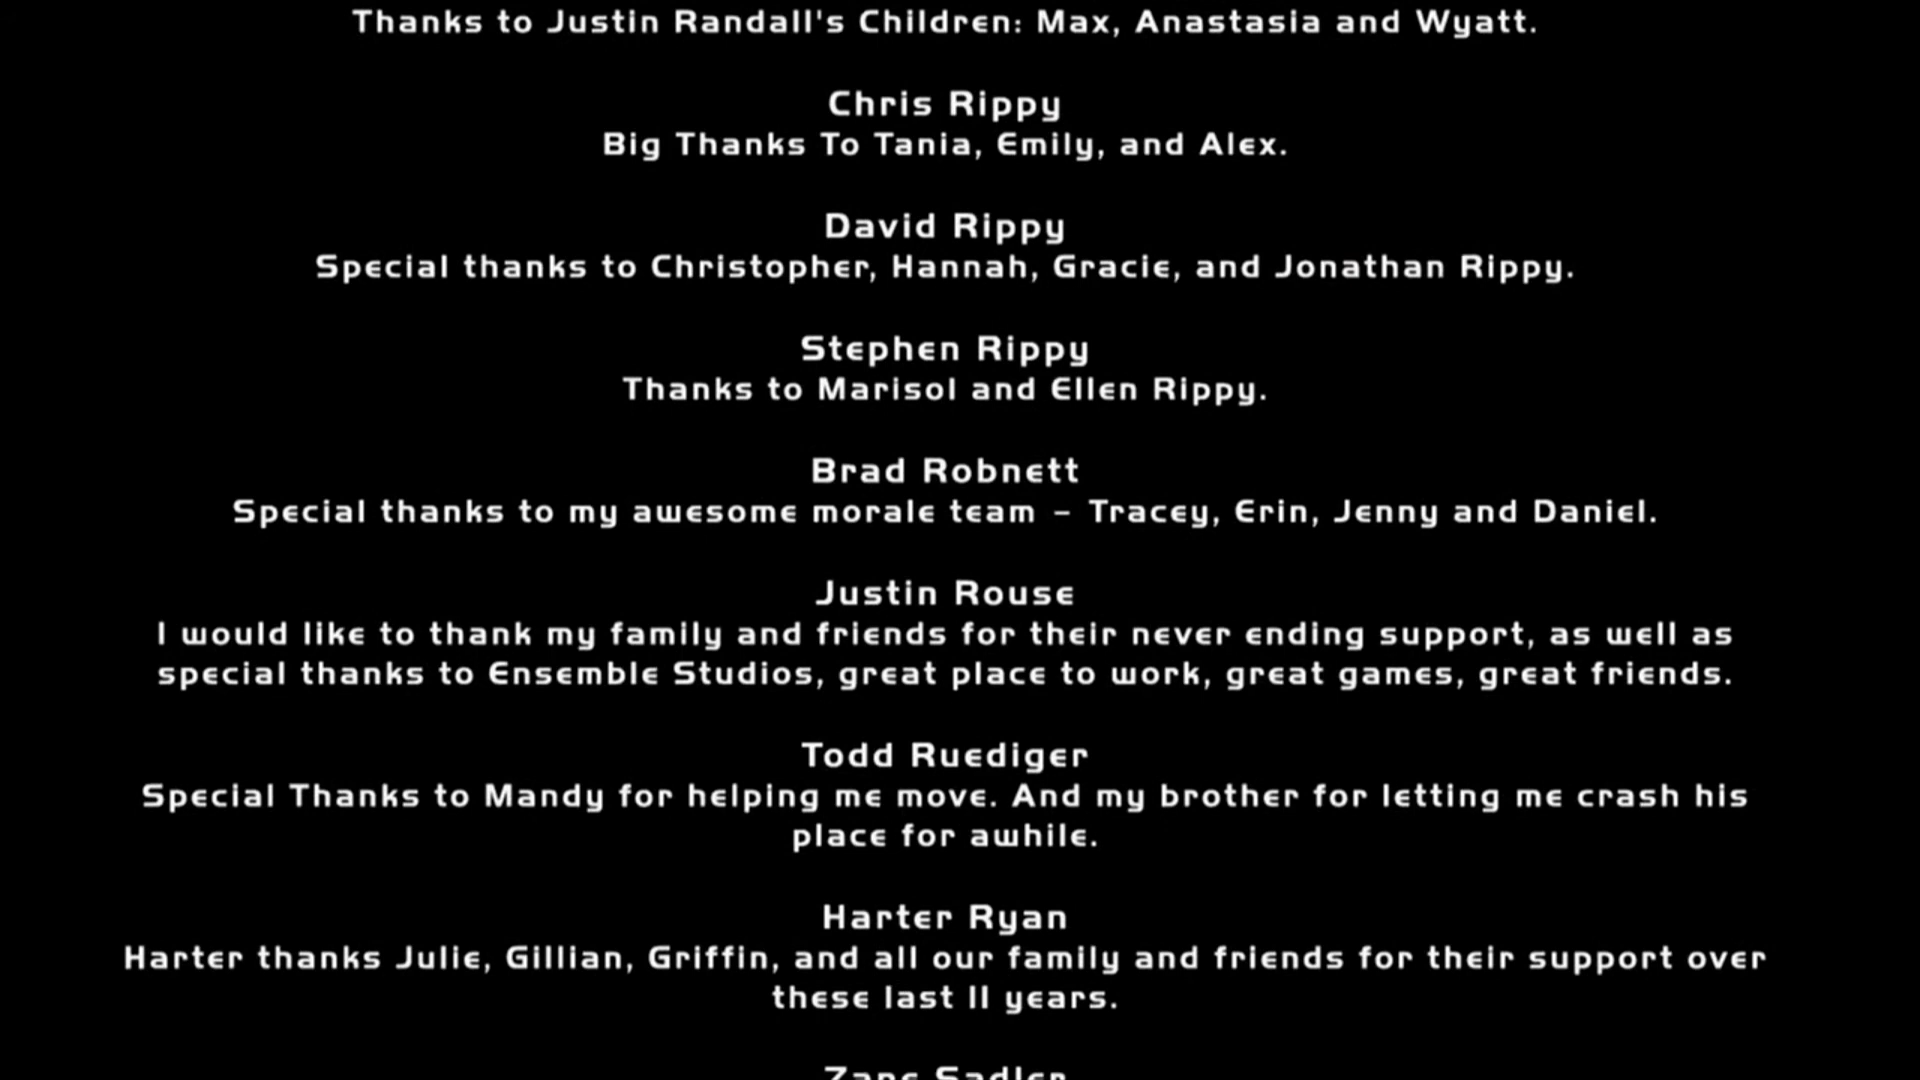 Thanks to Justin Randall's Children: Max, Anastasia and Wyatt.
Chris Rippy
Big Thanks To Tania, Emily, and Alex.
David Rippy
Special thanks to Christopher, Hannah, Gracie, and Jonathan Rippy.
Stephen Rippy
Thanks to Marisol and Ellen Rippy.
Brad Robnett
Special thanks to my awesome morale team – Tracey, Erin, Jenny and Daniel.
Justin Rouse
I would like to thank my family and friends for their never ending support, as well as
special thanks to Ensemble Studios, great place to work, great games, great friends.
Todd Ruediger
Special Thanks to Mandy for helping me move. And my brother for letting me crash his
place for awhile.
Harter Ryan
Harter thanks Julie, Gillian, Griffin, and all our family and friends for their support over
these last 11 years.
Zane Sadler